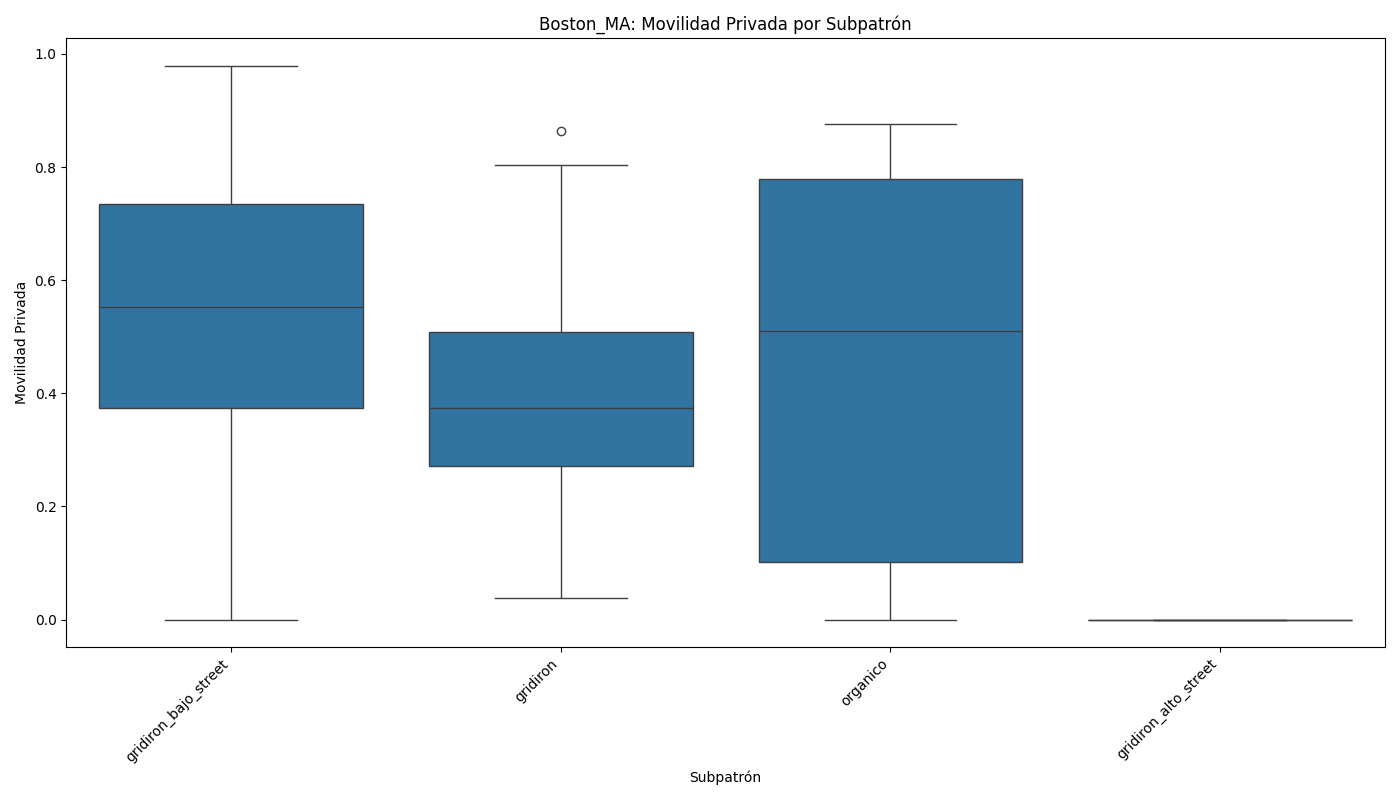 Boston_MA: Movilidad Privada por Subpatrón
Movilidad Privada
1.0
0.8
0.6
0.4
0.2
0.0
gridiron_bajo_street
gridiron
organico
gridiron_alto_street
Subpatrón